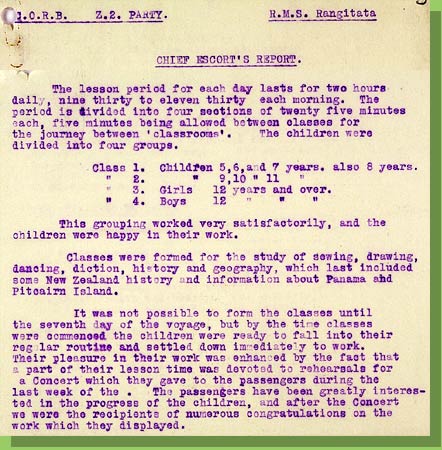 C.O.R.B. Z.2. PARTY. R.M.S. Rangitata
CHIEF ESCORT'S REPORT.
The lesson period for each day lasts for two hours
daily, nine thirty to eleven thirty each morning. The
period is divided into four sections of twenty five minutes
each, five minutes being allowed between classes for
the journey between 'classrooms'. The children were
divided into four groups.
Class 1. Children 5,6,and 7 years. also 8 years.
" 2. " 9,10 " 11 "
" 3. Girls 12 years and over.
" 4. Boys 12 " " "
This grouping worked very satisfactorily, and the
children were happy in their work.
Classes were formed for the study of sewing, drawing,
dancing, diction, history and geography, which last included
some New Zealand history and information about Panama and
Pitcairn Island.
It was not possible to form the classes until
the seventh day of the voyage, but by the time classes
were commenced the children were ready to fall into their
regular routine and settled down immediately to work.
Their pleasure in their work was enhanced by the fact that
a part of their lesson time was devoted to rehearsals for
a Concert which they gave to the passengers during the
last week of the . The passengers have been greatly interes-
ted in the progress of the children, and after the Concert
we were the recipients of numerous congratulations on the
work which they displayed.